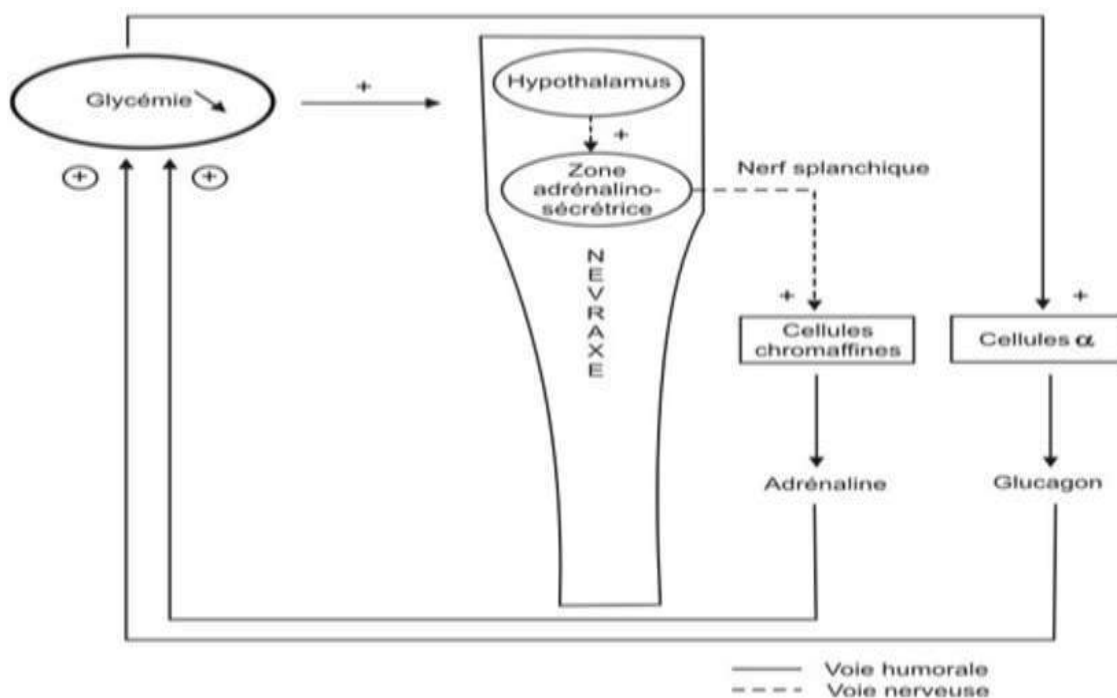 Glycémie
+
Hypothalamus
+
Zone
adrénalino-
sécrétrice
Nerf splanchique
N
E
V
R
A
X
E
+
+
+
+
Cellules
chromaffines
Cellules α
Adrénaline
Glucagon
Voie humorale
Voie nerveuse